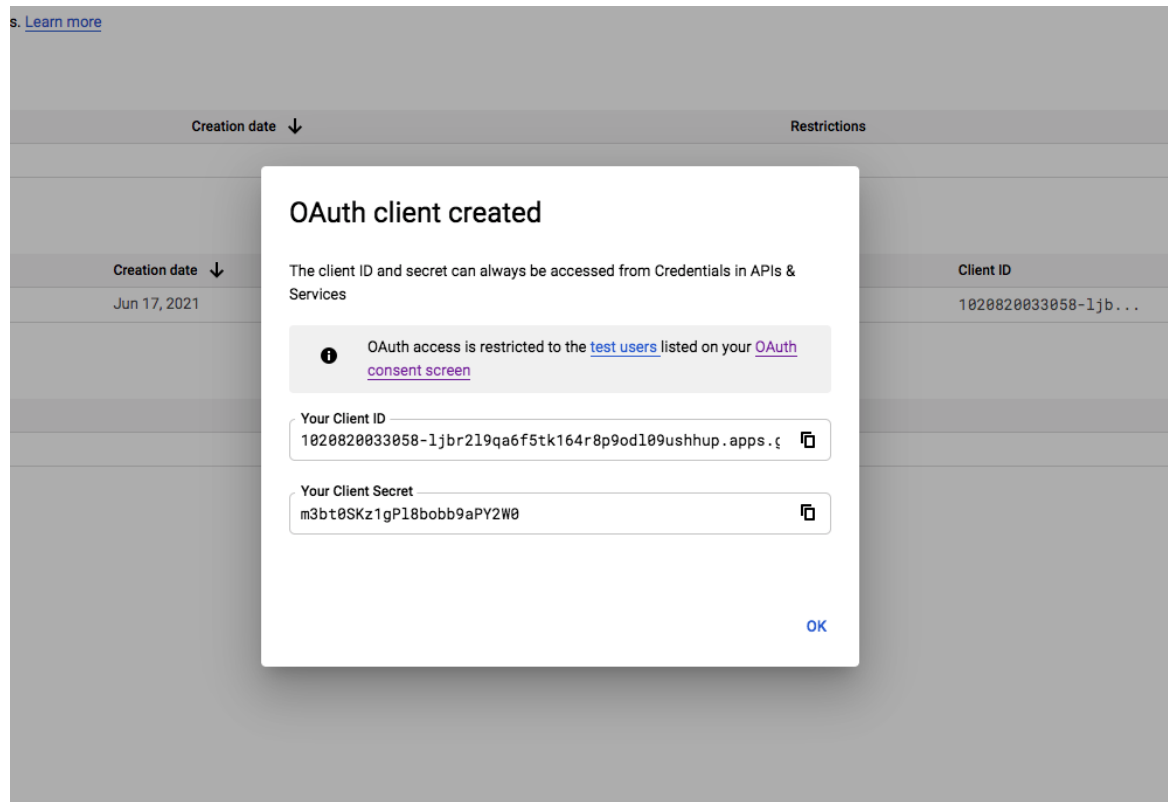 s. Learn more
Creation date
Restrictions
OAuth client created
The client ID and secret can always be accessed from Credentials in APIs &
Services
OAuth access is restricted to the test users listed on your OAuth
consent screen
Your Client ID
1020820033058-ljbr2l9qa6f5tk164r8p9odl09ushhup.apps.g
Your Client Secret
m3bt0SKz1gPl8bobb9aPY2W0
OK
Creation date
Client ID
Jun 17, 2021
1020820033058-ljb...